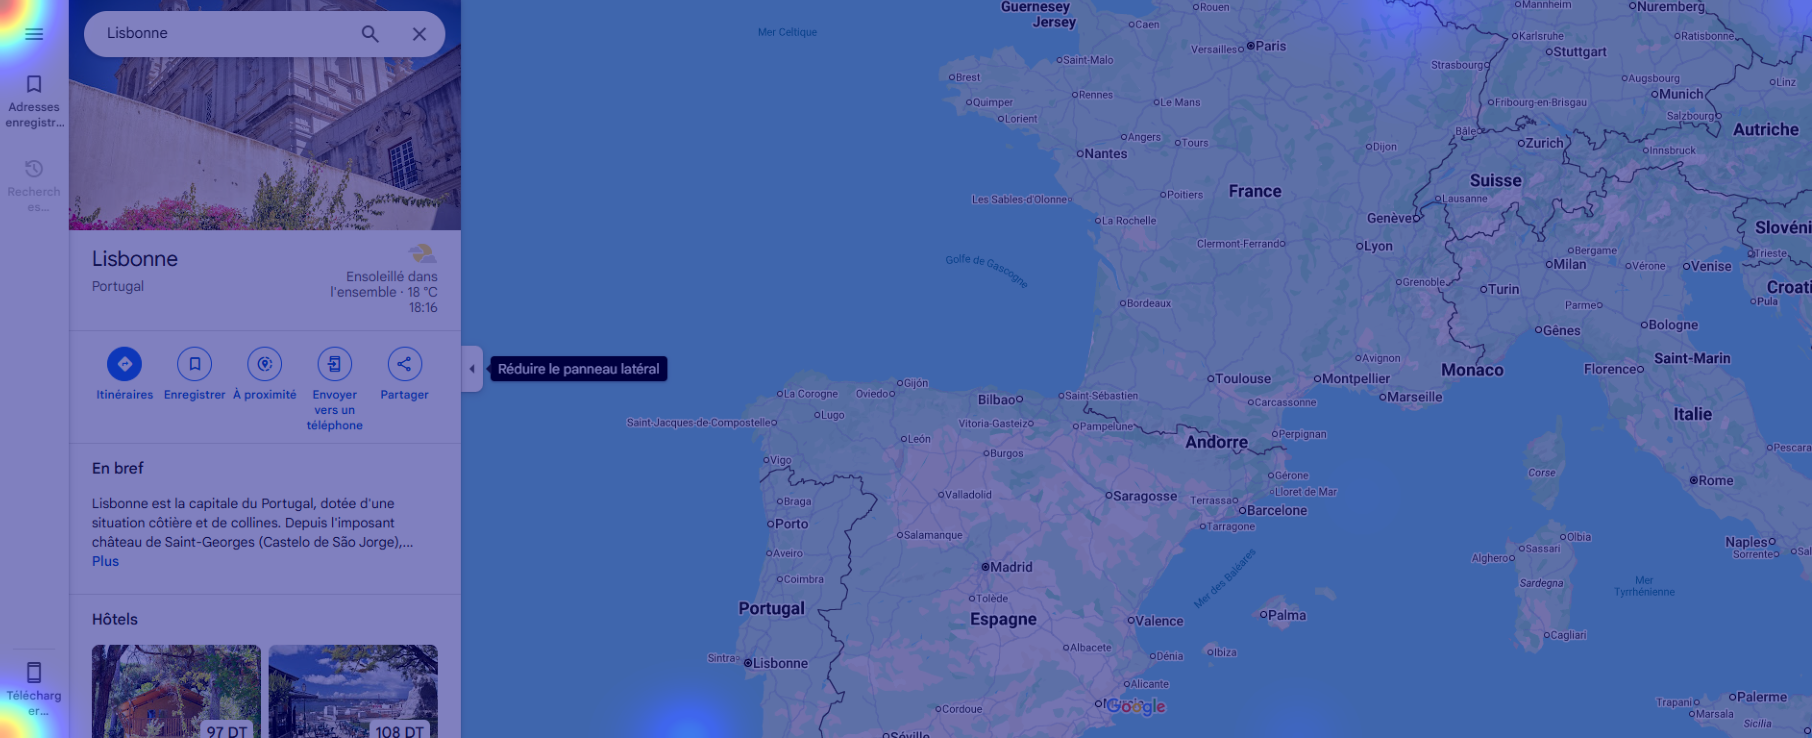 Lisbonne
Adresses
enregistr...
Recherch
es...
Lisbonne
Portugal
Ensoleillé dans
l'ensemble · 18 °C
18:16
Itinéraires
Enregistrer
À proximité
Envoyer
vers un
téléphone
Partager
Réduire le panneau latéral
En bref
Lisbonne est la capitale du Portugal, dotée d'une
situation côtière et de collines. Depuis l'imposant
château de Saint-Georges (Castelo de São Jorge),...
Plus
Hôtels
97 DT
108 DT
Télécharg
er...
Guernesey
Jersey
Mer Celtique
Rouen
Caen
Versailles
Paris
Saint-Malo
Brest
Quimper
Lorient
Rennes
Le Mans
Angers
Tours
Nantes
Les Sables-d'Olonne
Poitiers
France
La Rochelle
Clermont-Ferrand
Lyon
Golfe de Gascogne
Bordeaux
Grenoble
Avignon
Toulouse
Montpellier
Marseille
Carcassonne
Perpignan
Mannheim
Nuremberg
Karlsruhe
Ratisbonne
Stuttgart
Strasbourg
Augsbourg
Linz
Munich
Fribourg-en-Brisgau
Salzbourg
Bâle
Autriche
Zurich
Innsbruck
Dijon
Suisse
Lausanne
Genève
Slovéni
Bergame
Trieste
Milan
Vérone
Venise
Croati
Turin
Pula
Parme
Gênes
Bologne
Saint-Marin
Monaco
Florence
Italie
Pescara
Corse
Rome
Olbia
Sassari
Alghero
Naples
Sorrente
Sardegna
Mer
Tyrrhénienne
Cagliari
Palerme
Trapani
Marsala
Sicilia
La Corogne
Oviedo
Gijón
Bilbao
Saint-Sébastien
Lugo
Saint-Jacques-de-Compostelle
Vitoria-Gasteiz
Pampelune
León
Andorre
Burgos
Vigo
Gérone
Lloret de Mar
Valladolid
Saragosse
Terrassa
Barcelone
Braga
Porto
Tarragone
Salamanque
Aveiro
Madrid
Coimbra
Mer des Baléares
Tolède
Portugal
Espagne
Valence
Palma
Albacete
Ibiza
Dénia
Sintra
Lisbonne
Alicante
Cordoue
Google
Séville